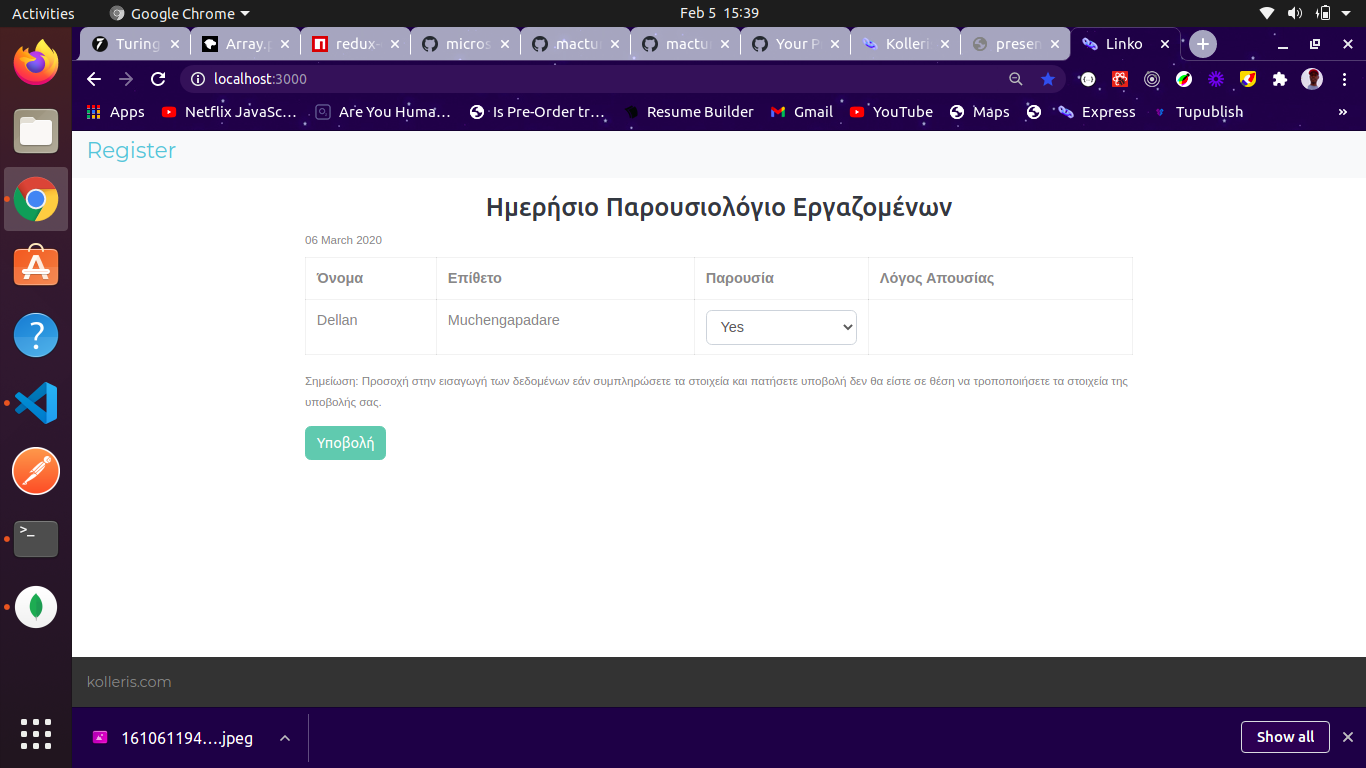 Activities Google Chrome Feb 5 15:39
Turing Array.p redux- micros mactu mactur Your P Kolleri presen Linko
localhost:3000
Apps Netflix JavaSc... Are You Huma... Is Pre-Order tr... Resume Builder Gmail YouTube Maps Express Tupublish »
Register
Ημερήσιο Παρουσιολόγιο Εργαζομένων
06 March 2020
Όνομα Επίθετο Παρουσία Λόγος Απουσίας
Dellan Muchengapadare Yes
Σημείωση: Προσοχή στην εισαγωγή των δεδομένων εάν συμπληρώσετε τα στοιχεία και πατήσετε υποβολή δεν θα είστε σε θέση να τροποποιήσετε τα στοιχεία της
υποβολής σας.
Υποβολή
kolleris.com
161061194....jpeg Show all